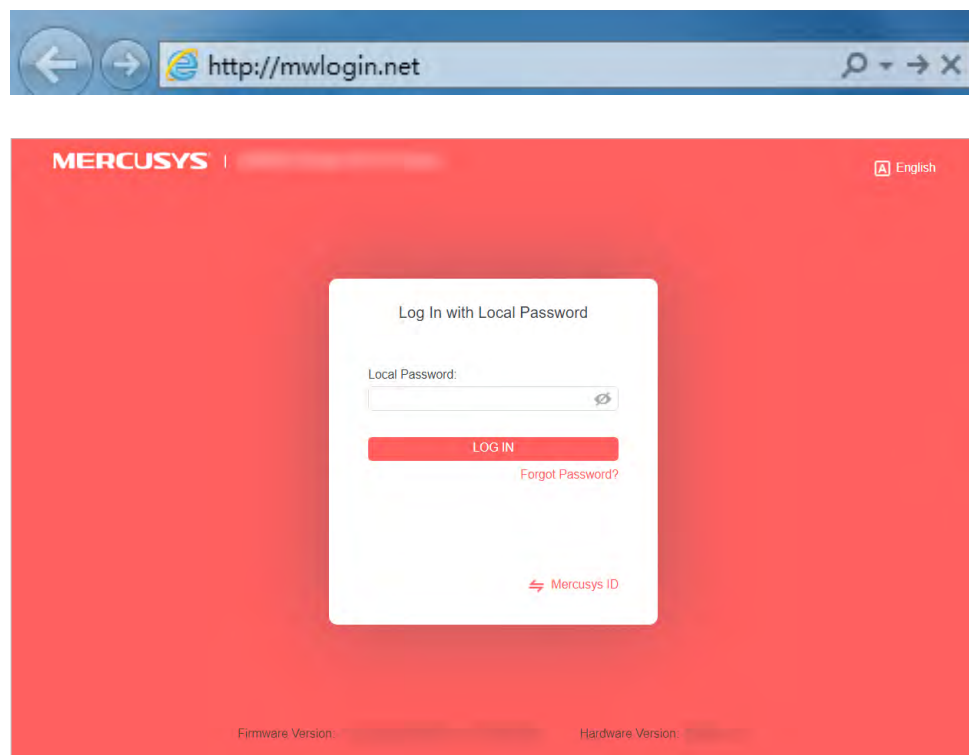 http://mwlogin.net
MERCUSYS |
A English
Log In with Local Password
Local Password:
LOG IN
Forgot Password?
Mercusys ID
Firmware Version: Hardware Version: